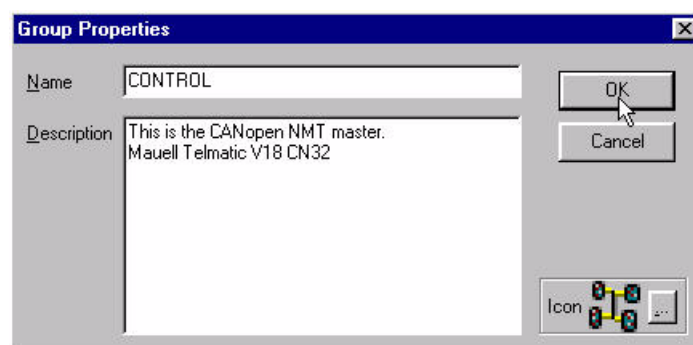 Group Properties
Name
CONTROL
OK
Description
This is the CANopen NMT master.
Mauell Telmatic V18 CN32
Cancel
Icon
...